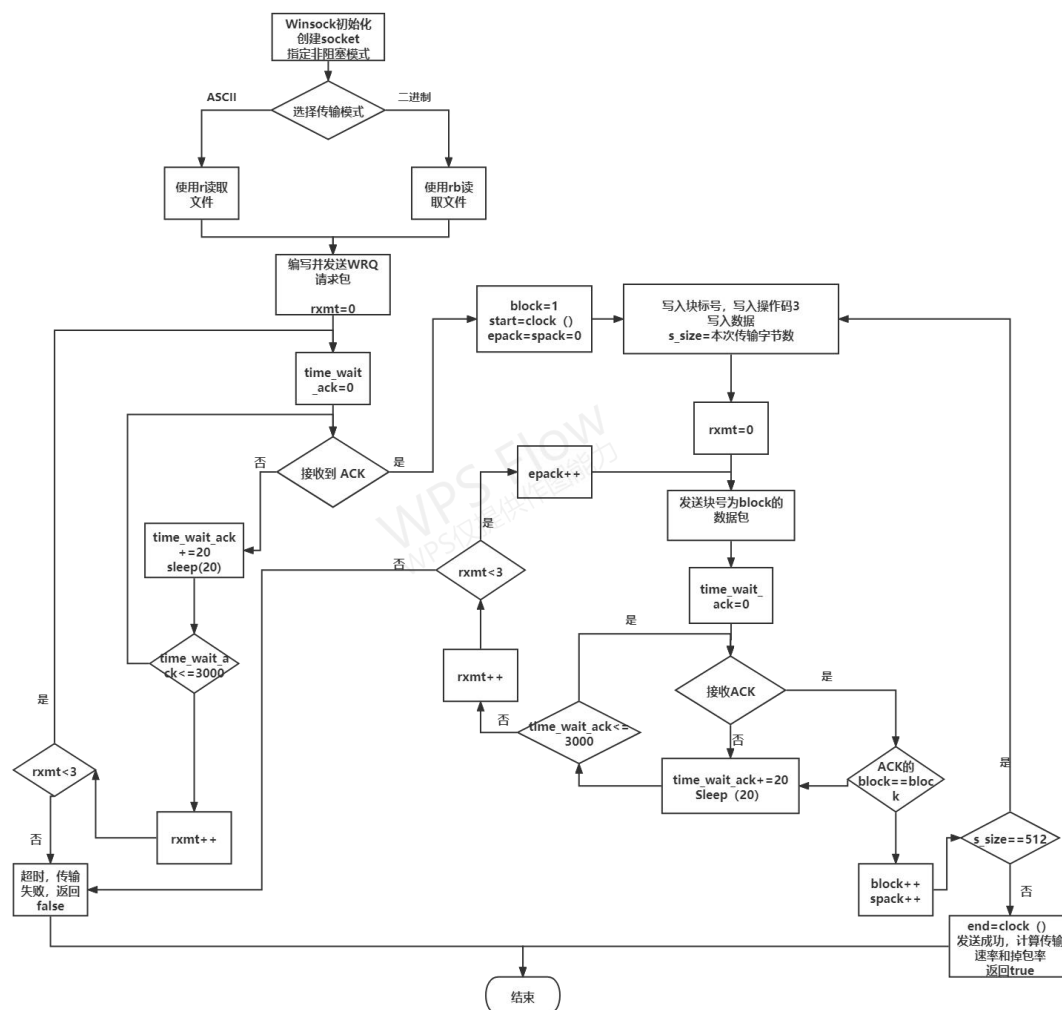 Winsock初始化
创建socket
指定非阻塞模式
ASCII
二进制
选择传输模式
使用r读取
文件
使用rb读
取文件
编写并发送WRQ
请求包
rxmt=0
block=1
start=clock（）
epack=spack=0
写入块标号，写入操作码3
写入数据
s_size=本次传输字节数
time_wait
_ack=0
rxmt=0
接收到 ACK
否
是
epack++
发送块号为block的
数据包
time_wait_ack
+=20
sleep(20)
是
否
rxmt<3
time_wait_
ack=0
是
time_wait_a
ck<=3000
rxmt++
接收ACK
是
是
否
time_wait_ack<=
3000
否
rxmt<3
time_wait_ack+=20
Sleep（20）
ACK的
block==bloc
k
是
rxmt++
否
s_size==512
超时，传输
失败，返回
false
block++
spack++
否
end=clock（）
发送成功，计算传输
速率和掉包率
返回true
结束
WPS Flow